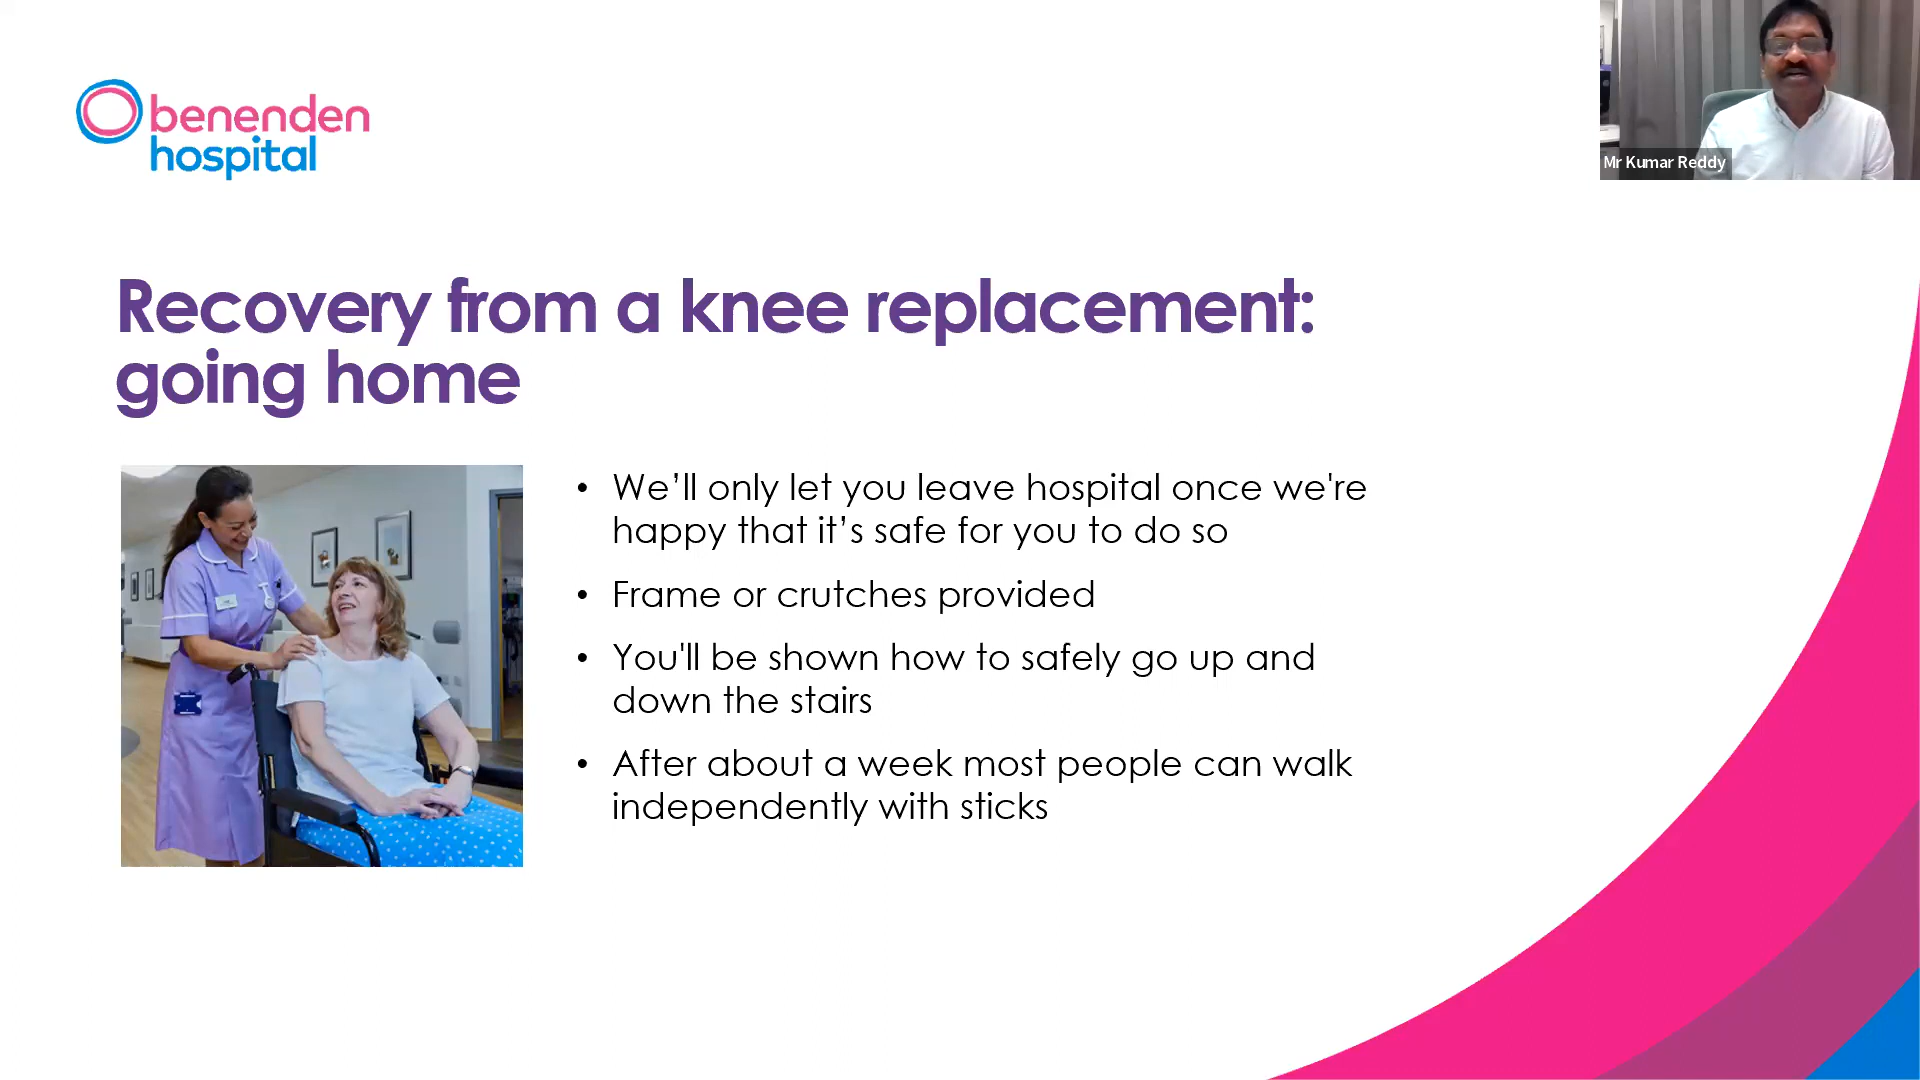 benenden
hospital
Mr Kumar Reddy
Recovery from a knee replacement:
going home
• We’ll only let you leave hospital once we're
happy that it’s safe for you to do so
• Frame or crutches provided
• You'll be shown how to safely go up and
down the stairs
• After about a week most people can walk
independently with sticks